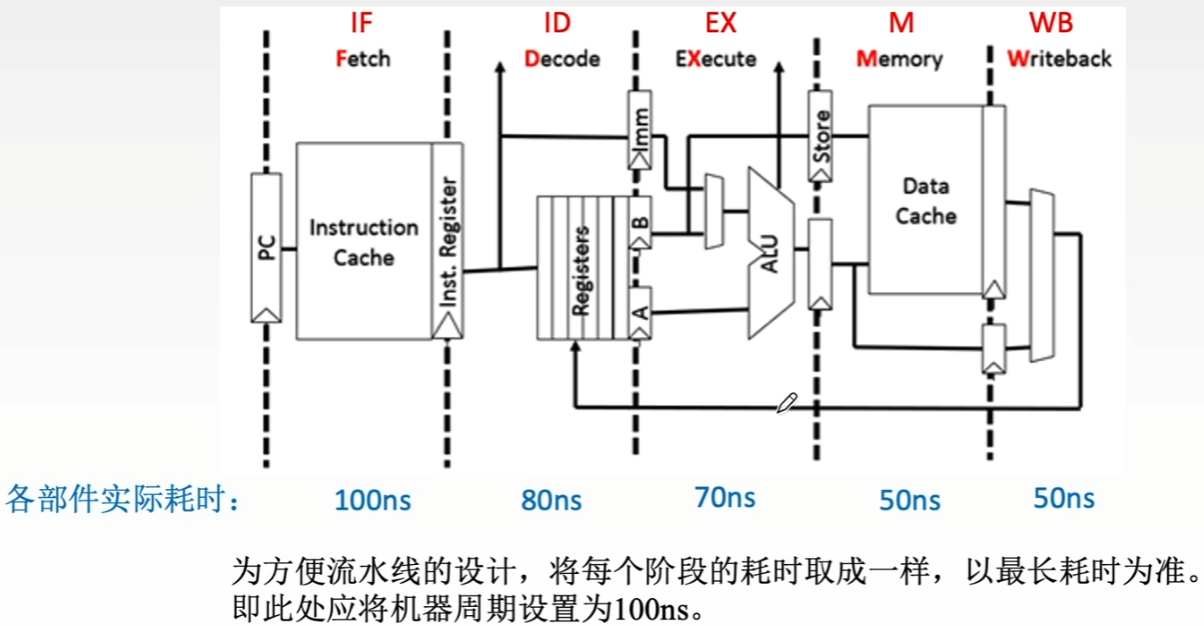 IF ID EX M WB
Fetch Decode EXecute Memory Writeback
PC
Instruction
Cache
Inst. Register
Registers
Imm
B
A
ALU
Store
Data
Cache
各部件实际耗时： 100ns 80ns 70ns 50ns 50ns
为方便流水线的设计，将每个阶段的耗时取成一样，以最长耗时为准。
即此处应将机器周期设置为100ns。